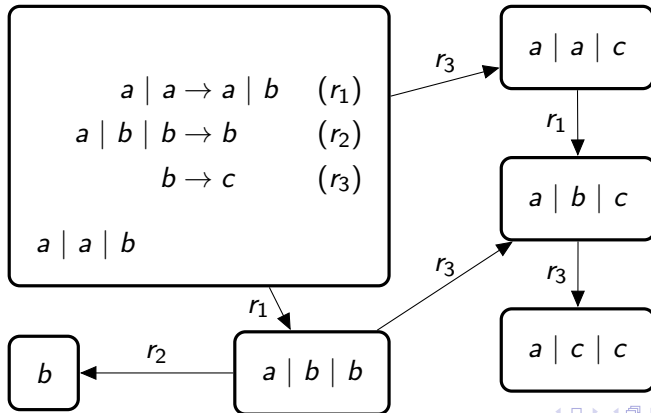 a | a → a | b (r₁)
a | b | b → b (r₂)
b → c (r₃)
a | a | b
r₃
a | a | c
r₁
a | b | c
r₃
r₃
r₁
a | c | c
a | b | b
r₂
b